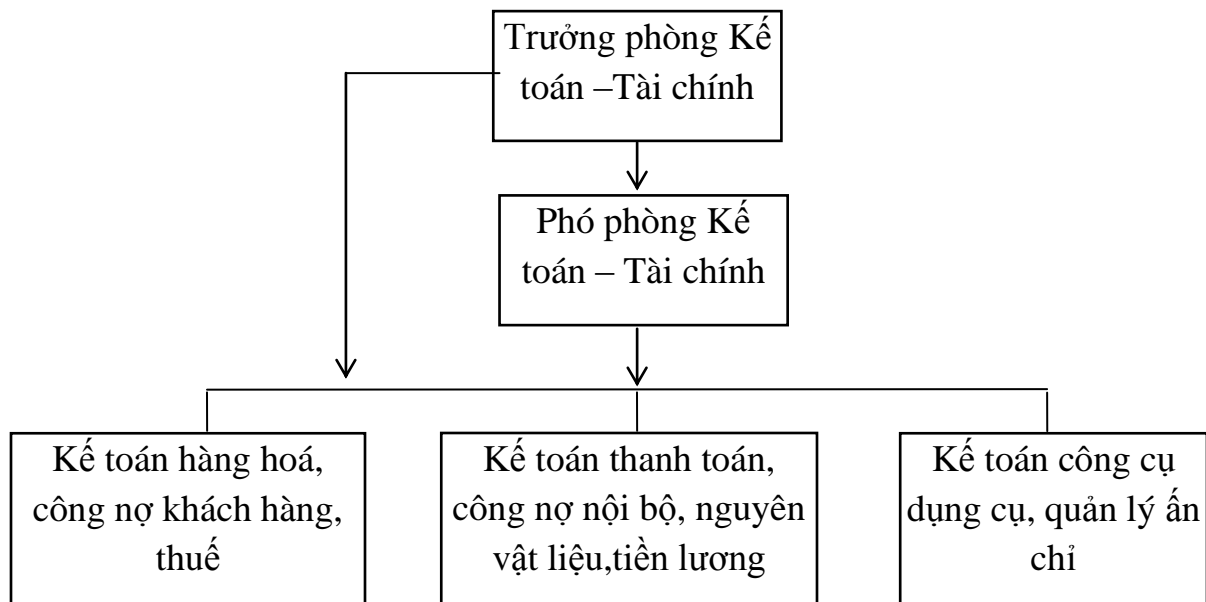 Trưởng phòng Kế
toán –Tài chính
Phó phòng Kế
toán – Tài chính
Kế toán hàng hoá,
công nợ khách hàng,
thuế
Kế toán thanh toán,
công nợ nội bộ, nguyên
vật liệu,tiền lương
Kế toán công cụ
dụng cụ, quản lý ấn
chỉ